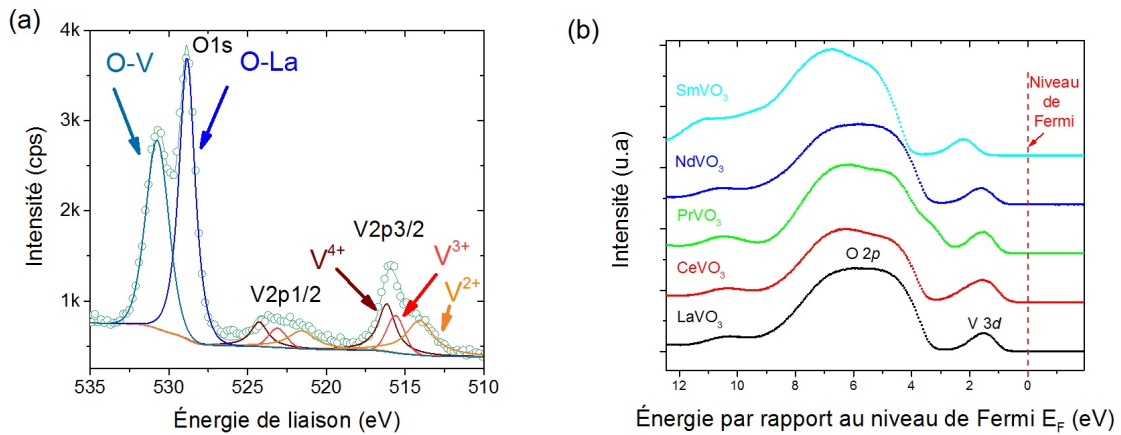 (a)
4k
3k
2k
1k
Intensité (cps)
O1s
O-V
O-La
V2p3/2
V⁴⁺
V³⁺
V²⁺
V2p1/2
535 530 525 520 515 510
Énergie de liaison (eV)
(b)
Intensité (u.a)
SmVO₃
NdVO₃
PrVO₃
CeVO₃
LaVO₃
O 2p
V 3d
Niveau
de
Fermi
12 10 8 6 4 2 0
Énergie par rapport au niveau de Fermi E_F (eV)